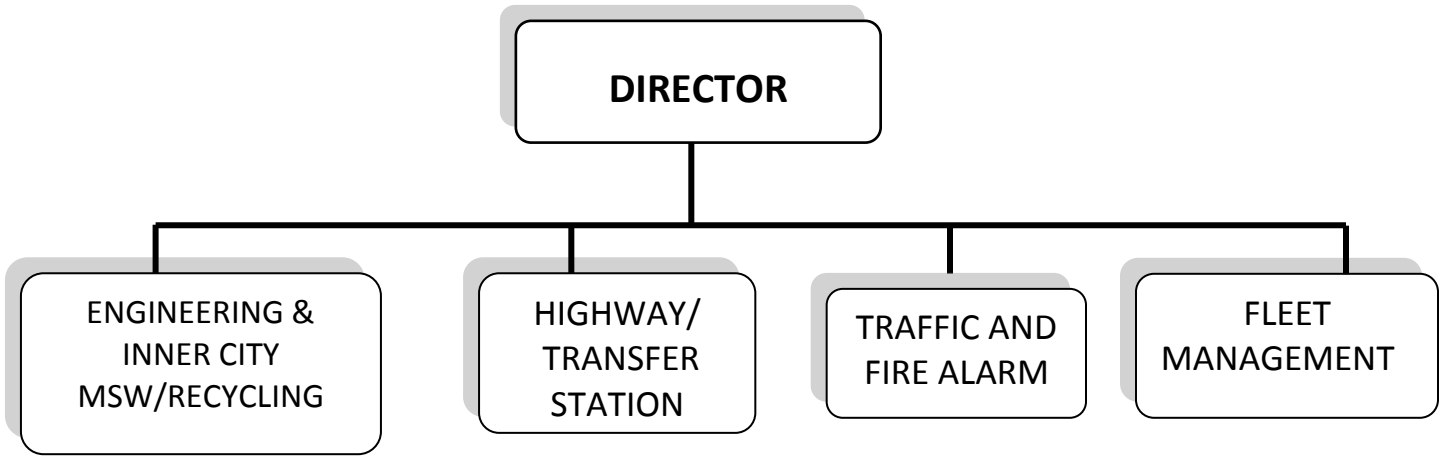 DIRECTOR
ENGINEERING &
INNER CITY
MSW/RECYCLING
HIGHWAY/
TRANSFER
STATION
TRAFFIC AND
FIRE ALARM
FLEET
MANAGEMENT